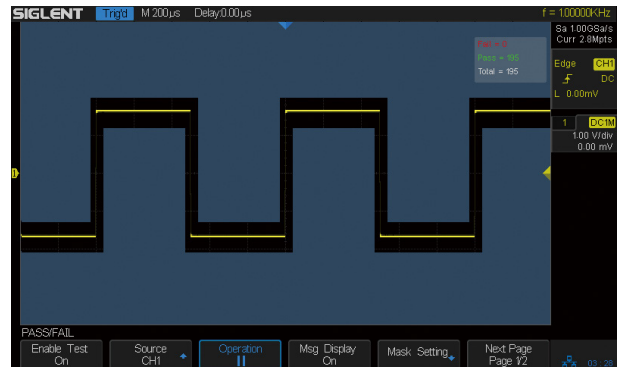 SIGLENT Trig'd M 200µs Delay:0.00µs f = 1.00000KHz
Sa 1.00GSa/s
Curr 2.8Mpts
Fail = 0
Pass = 195
Total = 195
Edge CH1
DC
L 0.00mV
1 DC1M
1.00 V/div
0.00 mV
1
PASS/FAIL
Enable Test
On
Source
CH1
Operation
Msg Display
On
Mask Setting
Next Page
Page 1/2
03:28